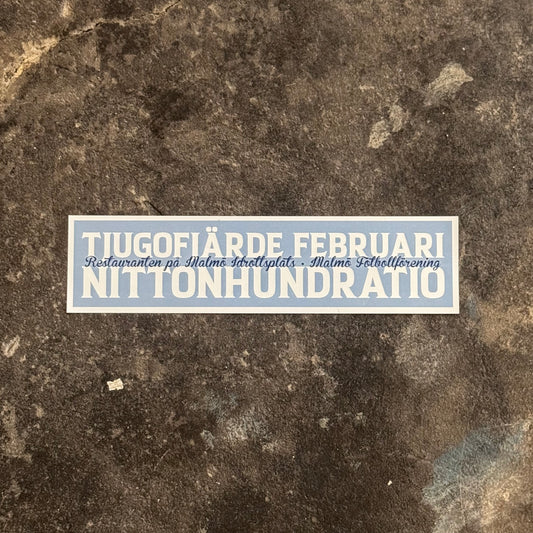 TJUGOFJÄRDE FEBRUARI
Restauranten på Malmö Idrottsplats • Malmö Fotbollförening
NITTONHUNDRATIO